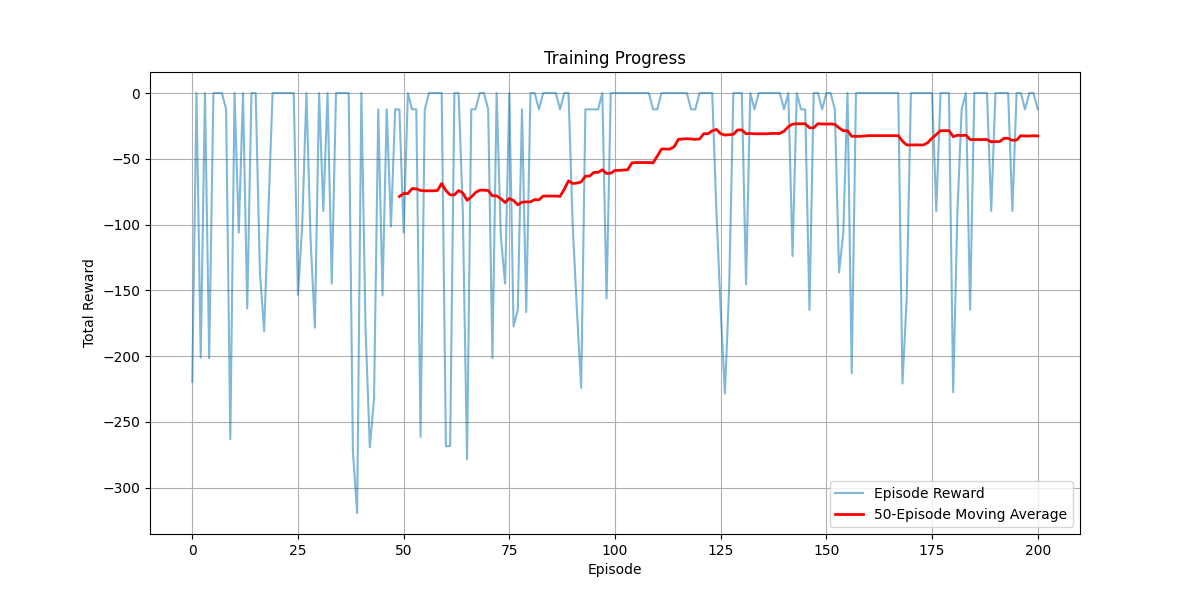 Training Progress
Total Reward
0
−50
−100
−150
−200
−250
−300
0 25 50 75 100 125 150 175 200
Episode
Episode Reward
50-Episode Moving Average